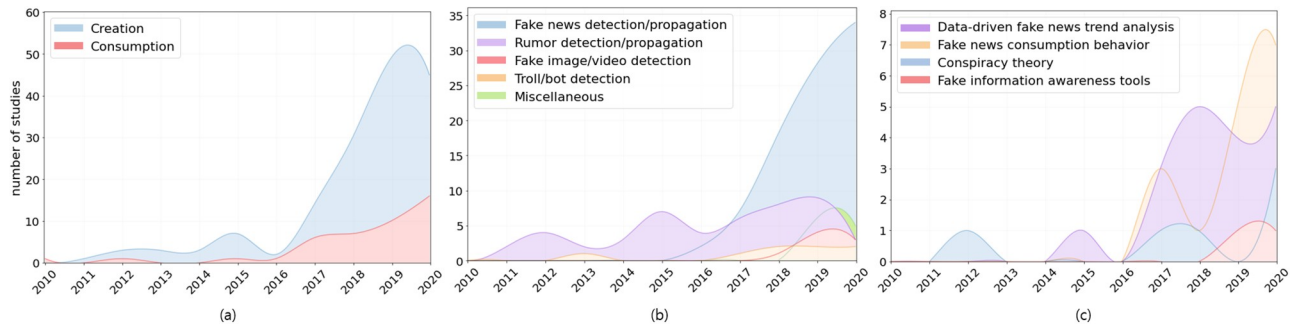 60
50
40
30
20
10
0
number of studies
Creation
Consumption
2010 2011 2012 2013 2014 2015 2016 2017 2018 2019 2020
(a)
35
30
25
20
15
10
5
0
Fake news detection/propagation
Rumor detection/propagation
Fake image/video detection
Troll/bot detection
Miscellaneous
2010 2011 2012 2013 2014 2015 2016 2017 2018 2019 2020
(b)
8
7
6
5
4
3
2
1
0
Data-driven fake news trend analysis
Fake news consumption behavior
Conspiracy theory
Fake information awareness tools
2010 2011 2012 2013 2014 2015 2016 2017 2018 2019 2020
(c)